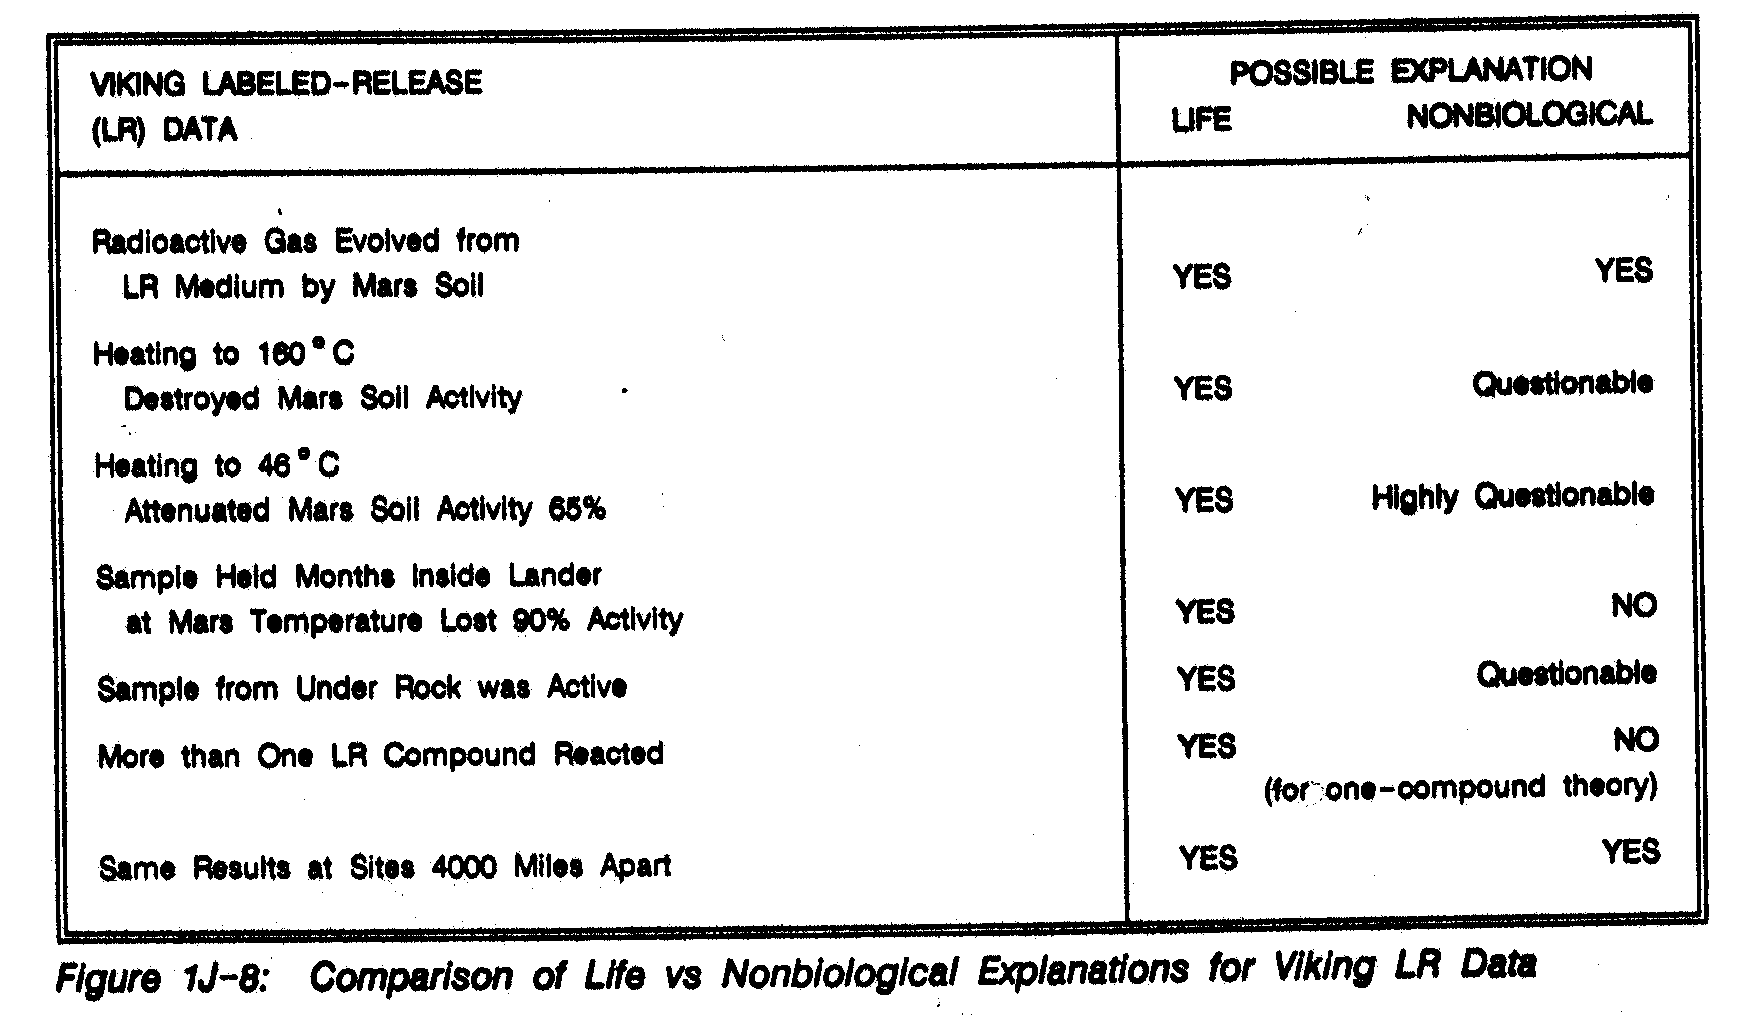 VIKING LABELED-RELEASE
(LR) DATA
POSSIBLE EXPLANATION
LIFE NONBIOLOGICAL
Radioactive Gas Evolved from
LR Medium by Mars Soil YES YES
Heating to 160°C
Destroyed Mars Soil Activity YES Questionable
Heating to 46°C
Attenuated Mars Soil Activity 65% YES Highly Questionable
Sample Held Months Inside Lander
at Mars Temperature Lost 90% Activity YES NO
Sample from Under Rock was Active YES Questionable
More than One LR Compound Reacted YES NO
(for one-compound theory)
Same Results at Sites 4000 Miles Apart YES YES
Figure 1J-8: Comparison of Life vs Nonbiological Explanations for Viking LR Data